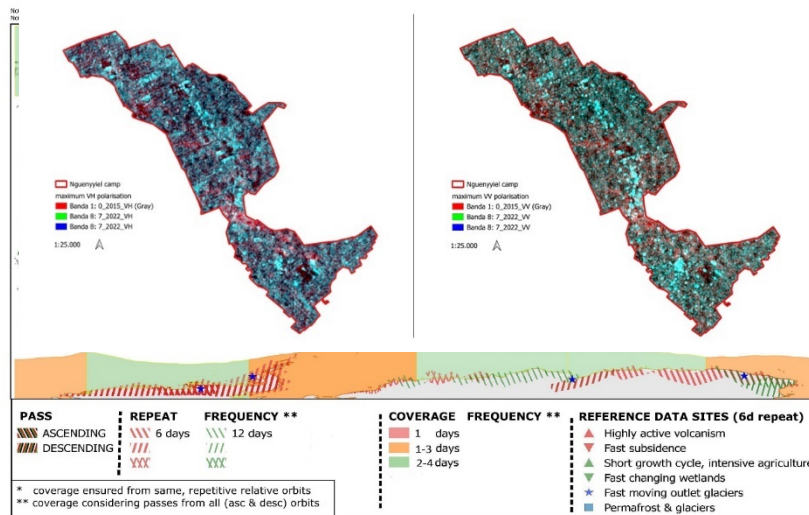 No
No
Nguenyyiel camp
maximum VH polarisation
Banda 1: 0_2015_VH (Gray)
Banda 8: 7_2022_VH
Banda 8: 7_2022_VH
1:25.000
Nguenyyiel camp
maximum VV polarisation
Banda 1: 0_2015_VV (Gray)
Banda 8: 7_2022_VV
Banda 8: 7_2022_VV
1:25.000
PASS
ASCENDING
DESCENDING
REPEAT FREQUENCY **
6 days 12 days
COVERAGE FREQUENCY **
1 days
1-3 days
2-4 days
REFERENCE DATA SITES (6d repeat)
Highly active volcanism
Fast subsidence
Short growth cycle, intensive agriculture
Fast changing wetlands
Fast moving outlet glaciers
Permafrost & glaciers
* coverage ensured from same, repetitive relative orbits
** coverage considering passes from all (asc & desc) orbits